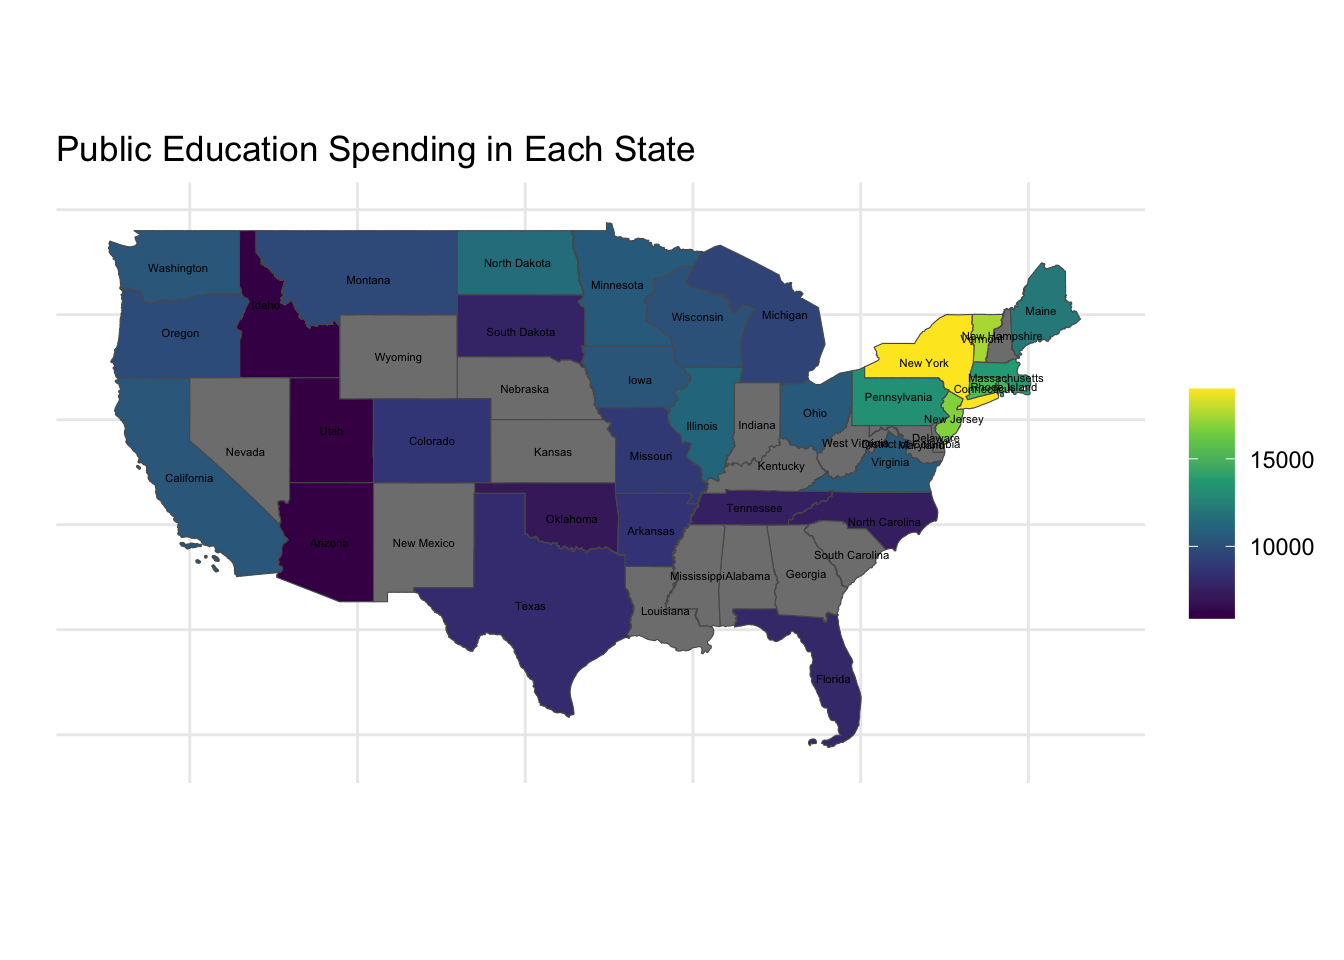 Public Education Spending in Each State
Washington
Idaho
Montana
North Dakota
Minnesota
Maine
Oregon
South Dakota
Wisconsin
Michigan
New Hampshire
Vermont
Wyoming
New York
Iowa
Massachusetts
Rhode Island
Connecticut
Nebraska
Pennsylvania
New Jersey
Utah
Colorado
Illinois
Indiana
Ohio
Delaware
Nevada
Kansas
Missouri
West Virginia
District of Columbia
Maryland
California
Kentucky
Virginia
15000
Tennessee
Oklahoma
North Carolina
Arizona
New Mexico
Arkansas
10000
South Carolina
Mississippi
Alabama
Georgia
Texas
Louisiana
Florida